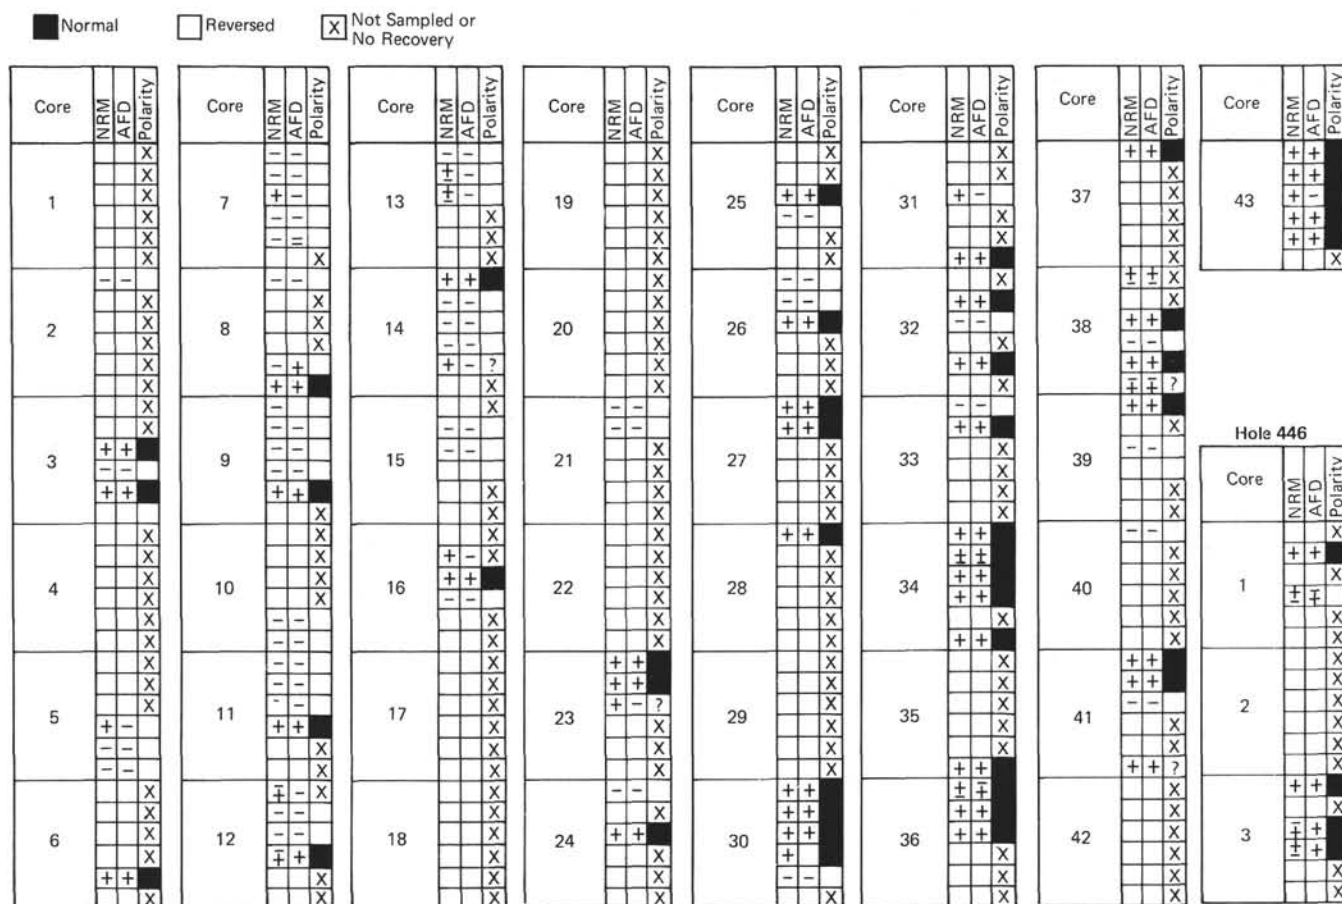 Normal
Reversed
X Not Sampled or No Recovery
Core NRM AFD Polarity
1
X
X
X
X
X
X
2
− −
X
X
X
X
X
3
X
X
+ +
− −
+ +
4
X
X
X
X
X
X
5
X
X
X
+ −
− −
− −
6
X
X
X
X
+ +
X
Core NRM AFD Polarity
7
− −
− −
+ −
− −
− =
X
8
− −
X
X
X
− +
+ +
9
−
− −
− −
− −
+ +
X
10
X
X
X
X
− −
− −
11
− −
− −
- −
+ +
X
X
12
∓ − X
− −
− −
∓ +
X
X
Core NRM AFD Polarity
13
− −
± −
± −
X
X
X
14
+ +
− −
− −
− −
+ − ?
X
15
X
− −
− −
X
X
16
X
+ − X
+ +
− −
X
X
17
X
X
X
X
X
X
18
X
X
X
X
X
X
Core NRM AFD Polarity
19
X
X
X
X
X
X
20
X
X
X
X
X
X
21
− −
− −
X
X
X
X
22
X
X
X
X
X
X
23
+ +
+ +
+ − ?
X
X
X
24
− −
X
+ +
X
X
X
Core NRM AFD Polarity
25
X
X
+ +
− −
X
X
26
− −
− −
+ +
X
X
X
27
+ +
+ +
X
X
X
X
28
+ +
X
X
X
X
X
29
X
X
X
X
X
X
30
+ +
+ +
+ +
+
− −
X
Core NRM AFD Polarity
31
X
X
+ −
X
X
+ +
32
X
+ +
− −
X
+ +
X
33
− −
+ +
X
X
X
X
34
+ +
± ±
+ +
+ +
X
+ +
35
X
X
X
X
X
+ +
36
± ∓
+ +
+ +
X
X
X
Core NRM AFD Polarity
37
+ +
X
X
X
X
X
38
± ± X
X
+ +
− −
+ +
∓ ∓ ?
39
+ +
X
− −
X
X
40
− −
X
X
X
X
X
41
+ +
+ +
− −
X
X
+ + ?
42
X
X
X
X
X
X
Core NRM AFD Polarity
43
+ +
+ +
+ −
+ +
+ +
X
Hole 446
Core NRM AFD Polarity
1
X
+ +
X
± ∓
X
X
2
X
X
X
X
X
X
3
+ +
X
∓ +
± +
X
X